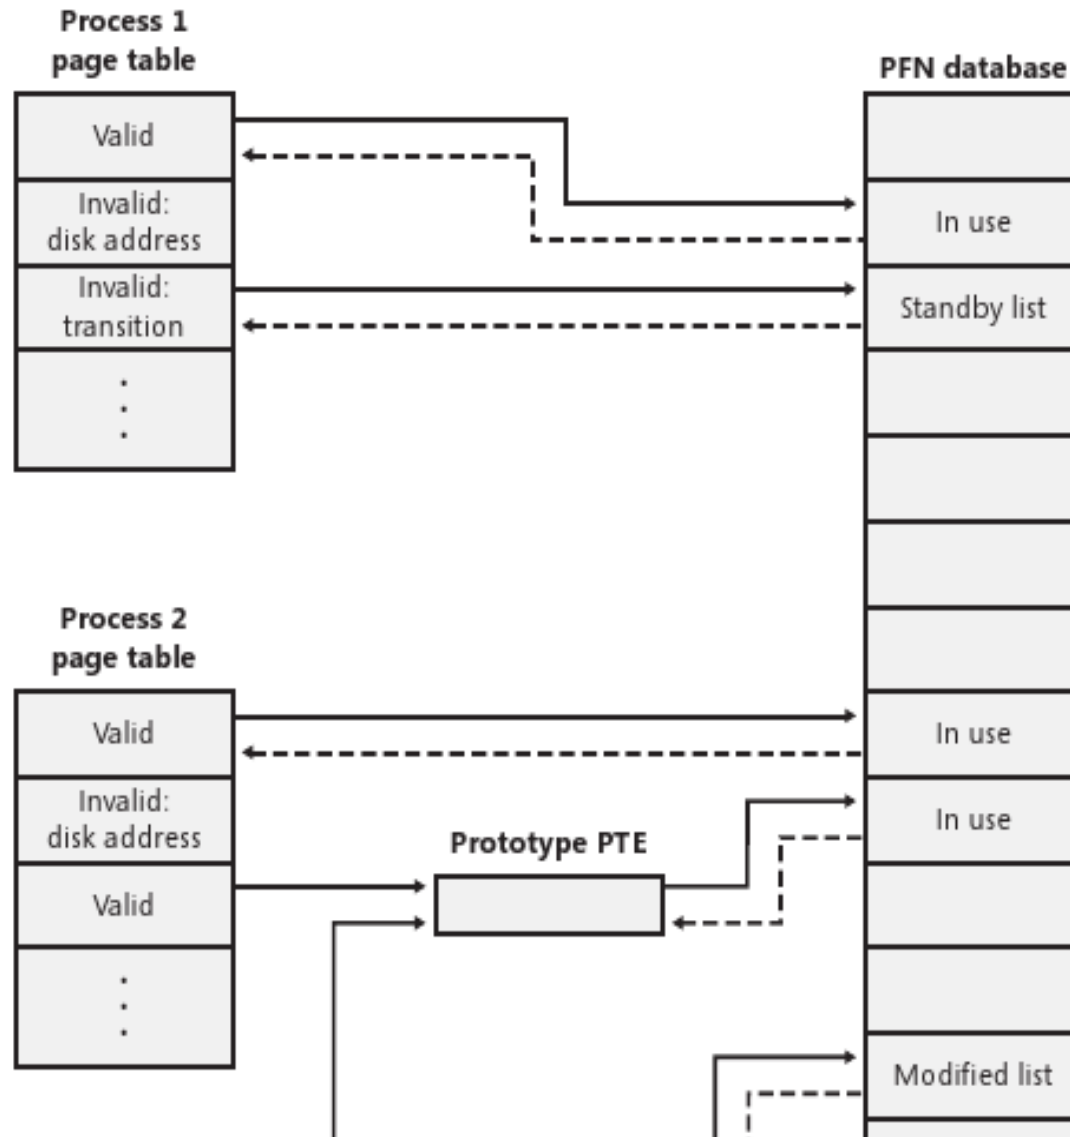 Process 1
page table
Valid
Invalid:
disk address
Invalid:
transition
Process 2
page table
Valid
Invalid:
disk address
Valid
Prototype PTE
PFN database
In use
Standby list
In use
In use
Modified list